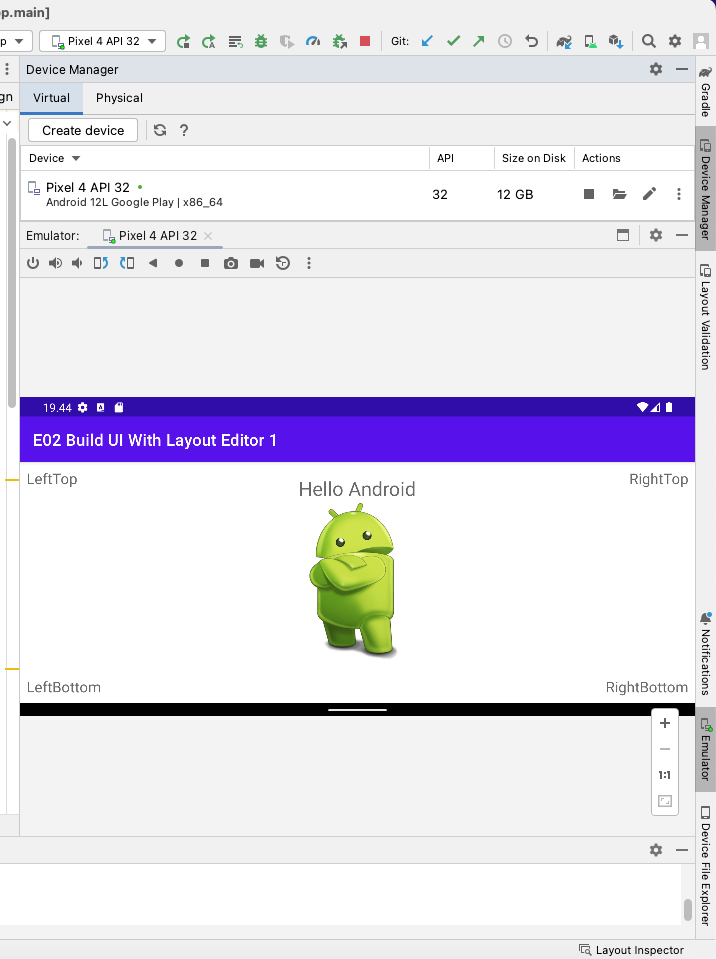 pp.main]
p
Pixel 4 API 32
Git:
Device Manager
gn
Virtual
Physical
Create device
?
Device
API
Size on Disk
Actions
Pixel 4 API 32
Android 12L Google Play | x86_64
32
12 GB
Emulator:
Pixel 4 API 32
19.44
E02 Build UI With Layout Editor 1
LeftTop
RightTop
Hello Android
LeftBottom
RightBottom
1:1
Gradle
Device Manager
Layout Validation
Notifications
Emulator
Device File Explorer
Layout Inspector